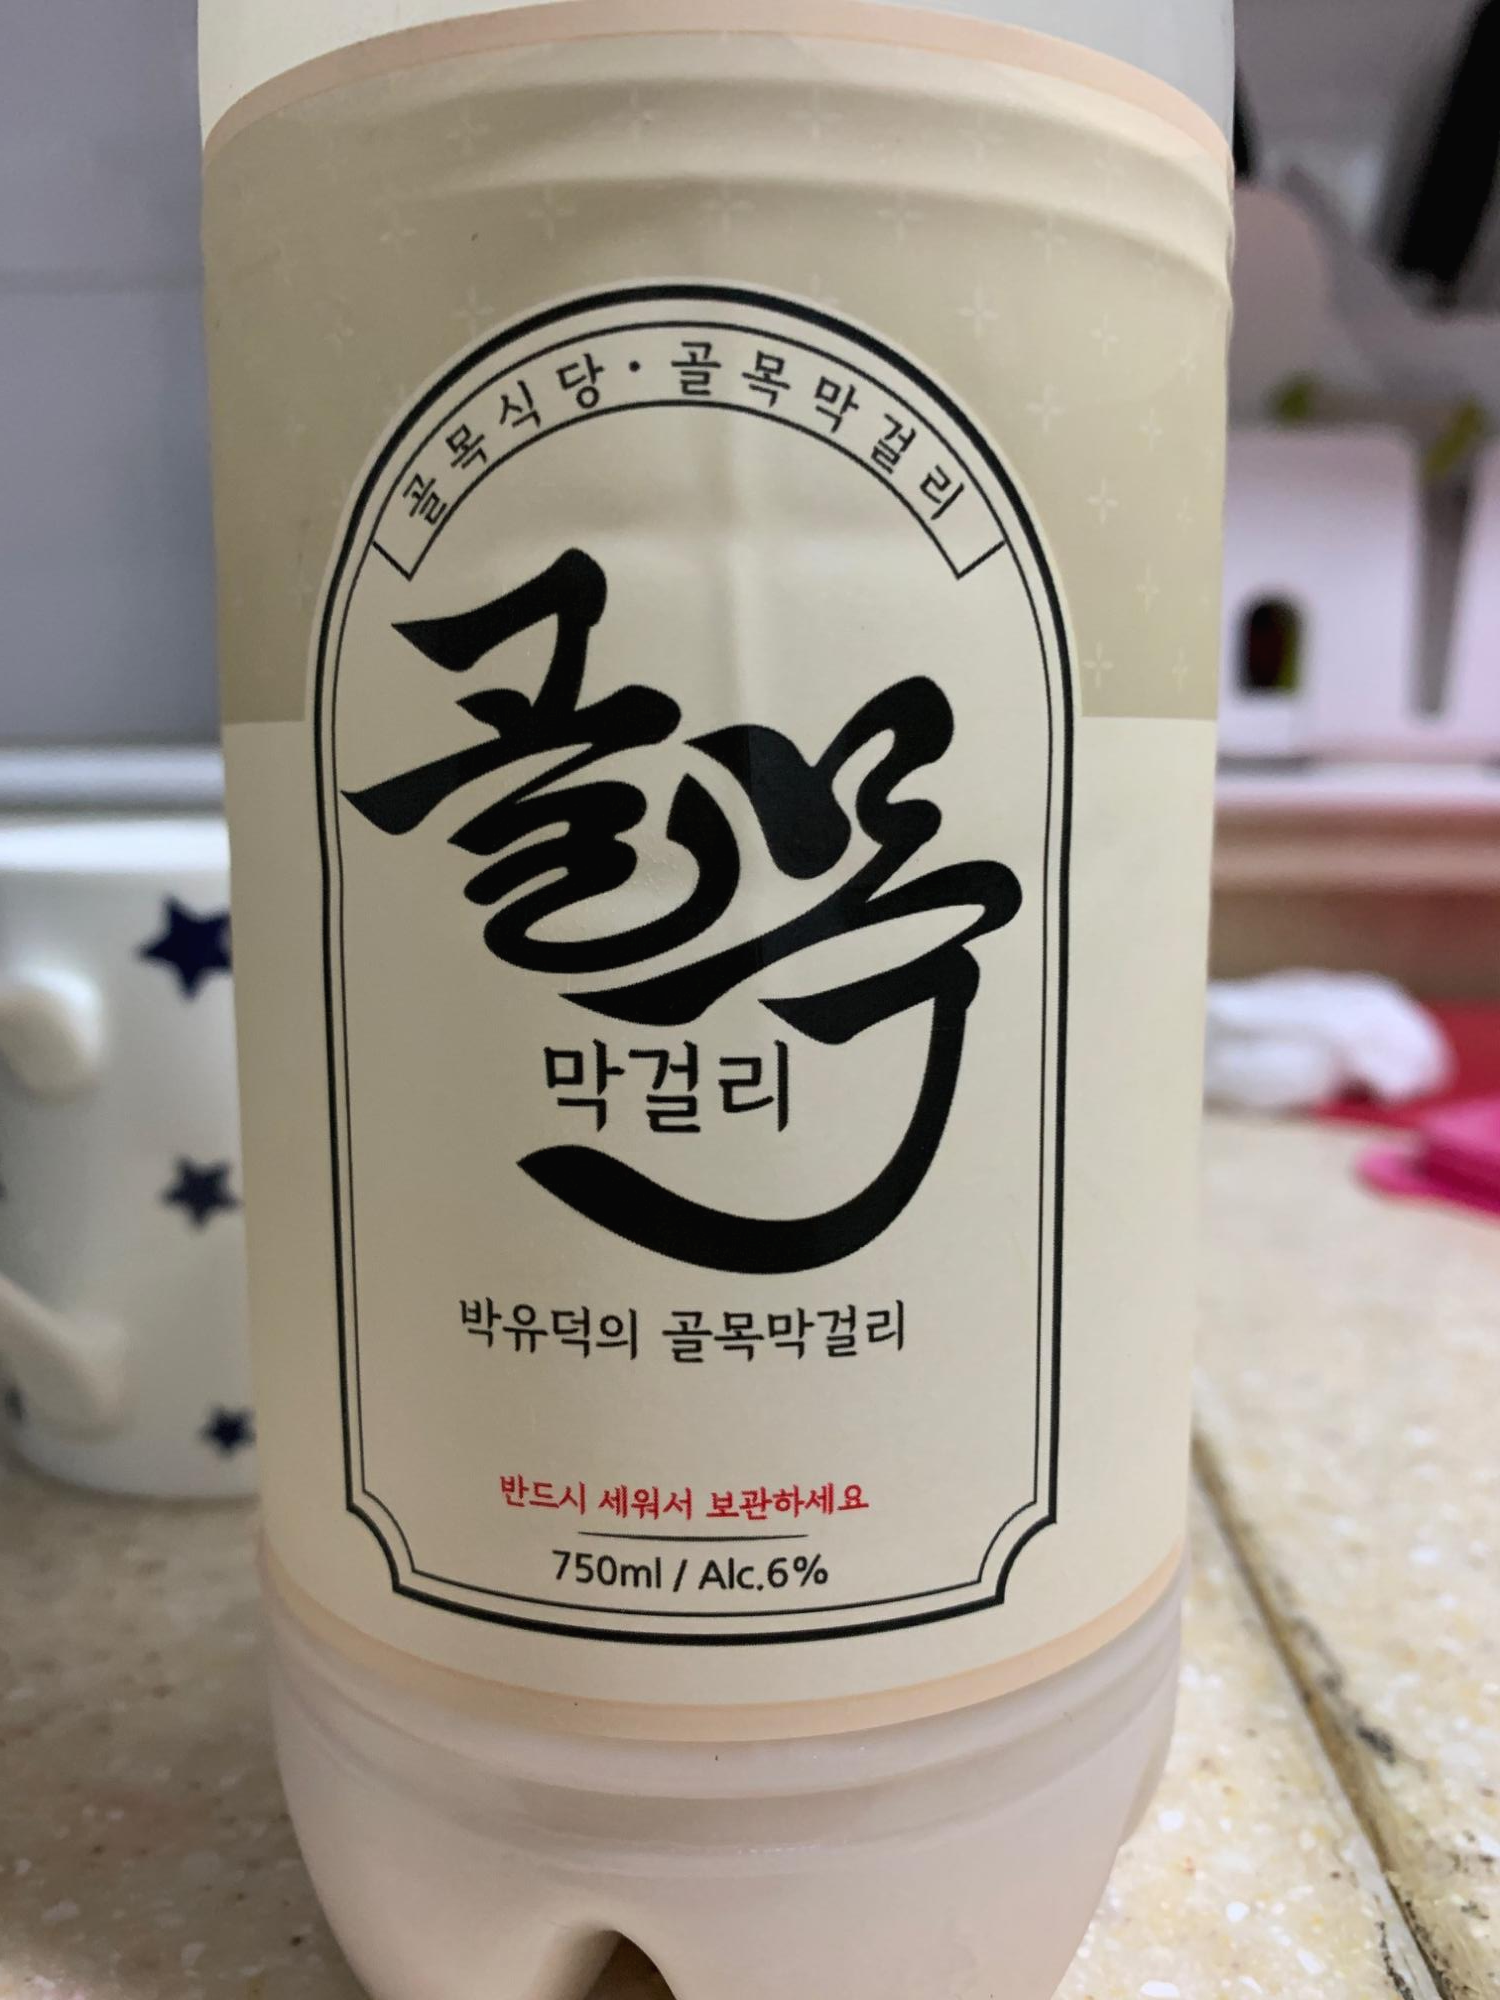 골목식당·골목막걸리
골목
막걸리
박유덕의 골목막걸리
반드시 세워서 보관하세요
750ml / Alc.6%